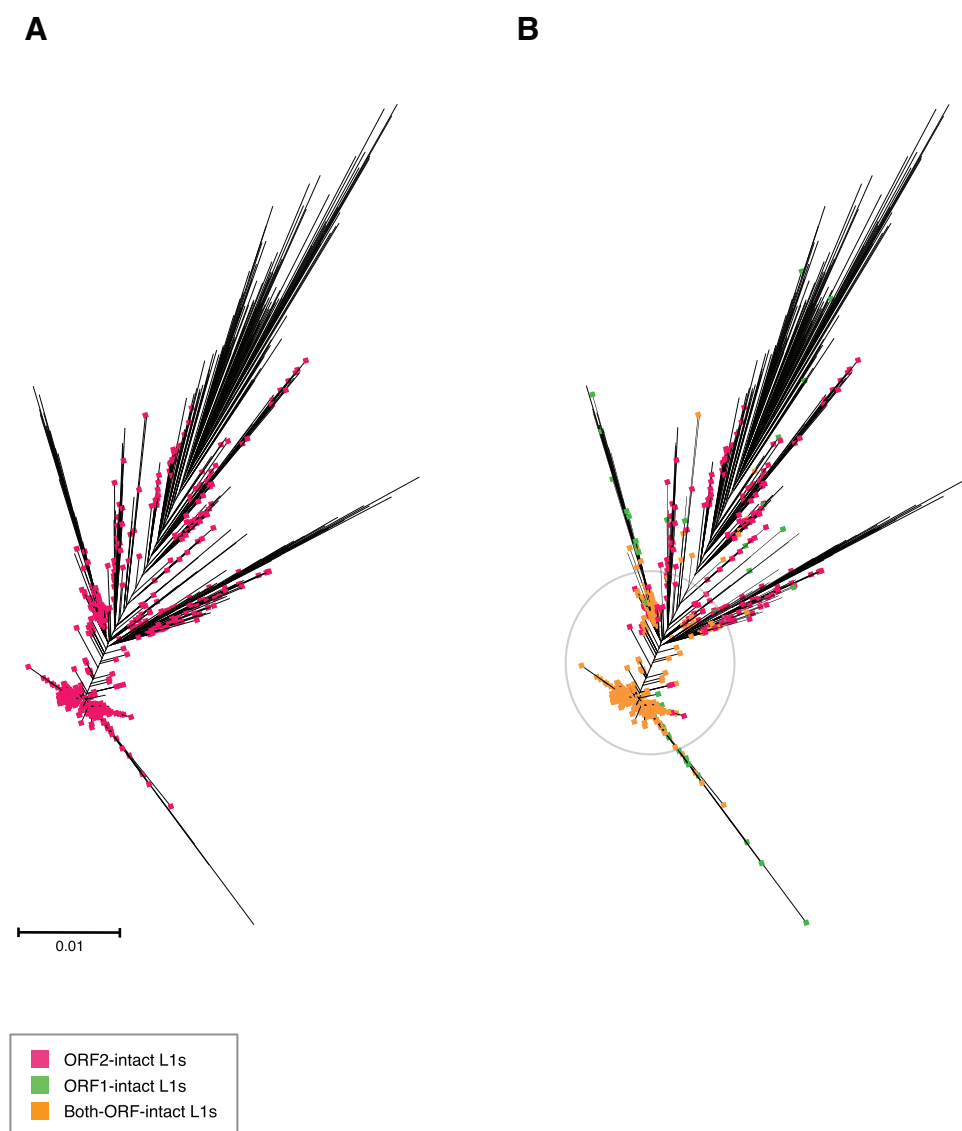 A
B
0.01
ORF2-intact L1s
ORF1-intact L1s
Both-ORF-intact L1s